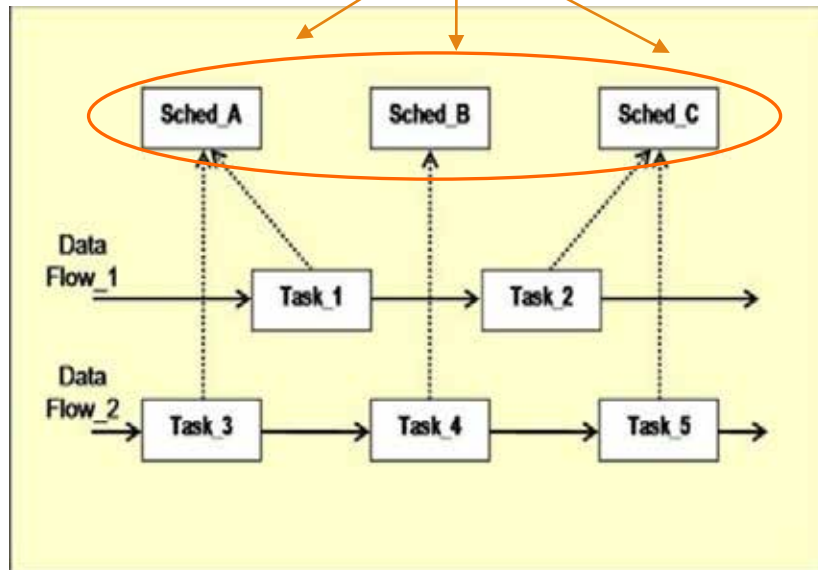 Sched_A
Sched_B
Sched_C
Data
Flow_1
Task_1
Task_2
Data
Flow_2
Task_3
Task_4
Task_5